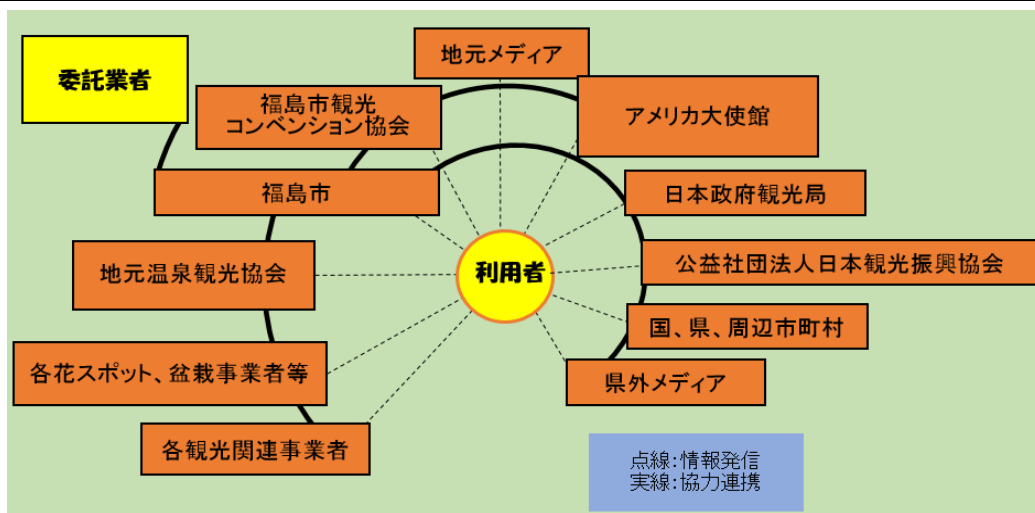 地元メディア
委託業者
福島市観光
コンベンション協会
アメリカ大使館
福島市
日本政府観光局
地元温泉観光協会
利用者
公益社団法人日本観光振興協会
国、県、周辺市町村
各花スポット、盆栽事業者等
県外メディア
各観光関連事業者
点線:情報発信
実線:協力連携